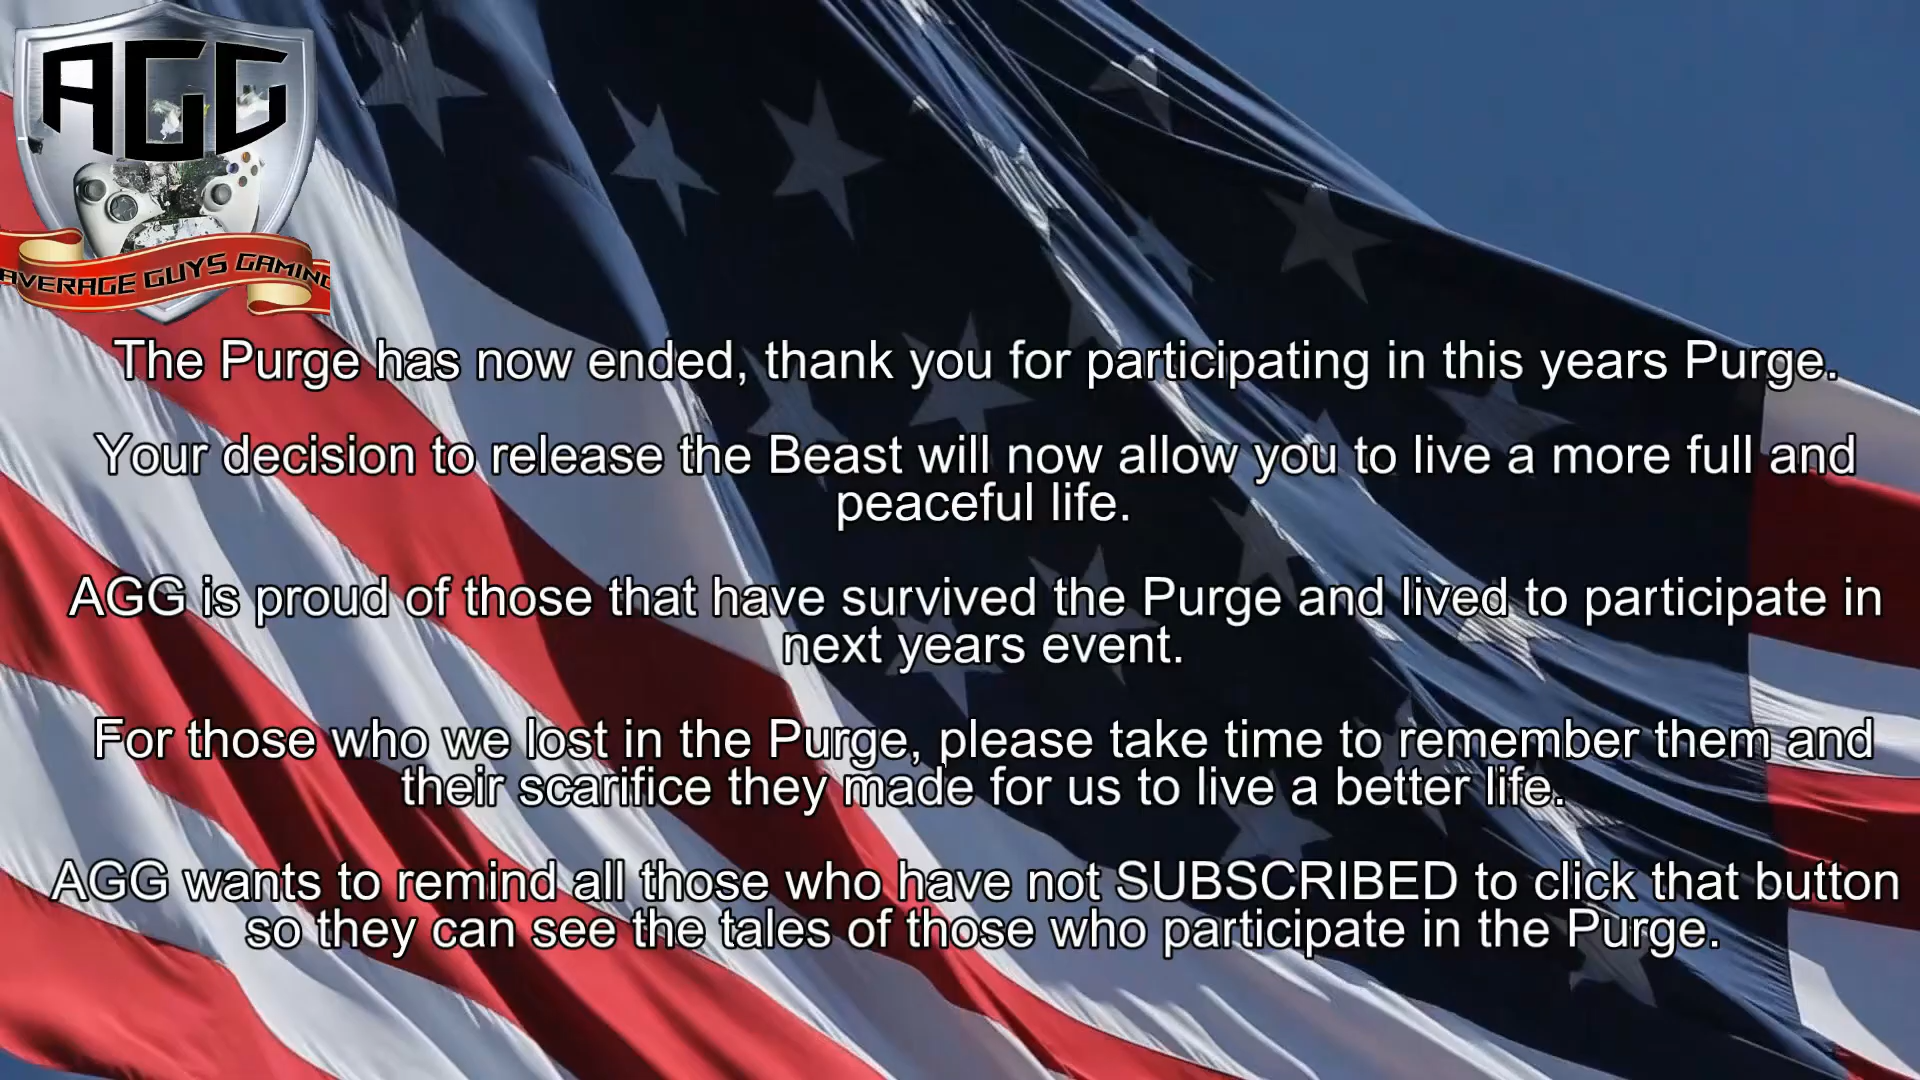 AGG
AVERAGE GUYS GAMING
The Purge has now ended, thank you for participating in this years Purge.
Your decision to release the Beast will now allow you to live a more full and
peaceful life.
AGG is proud of those that have survived the Purge and lived to participate in
next years event.
For those who we lost in the Purge, please take time to remember them and
their scarifice they made for us to live a better life.
AGG wants to remind all those who have not SUBSCRIBED to click that button
so they can see the tales of those who participate in the Purge.